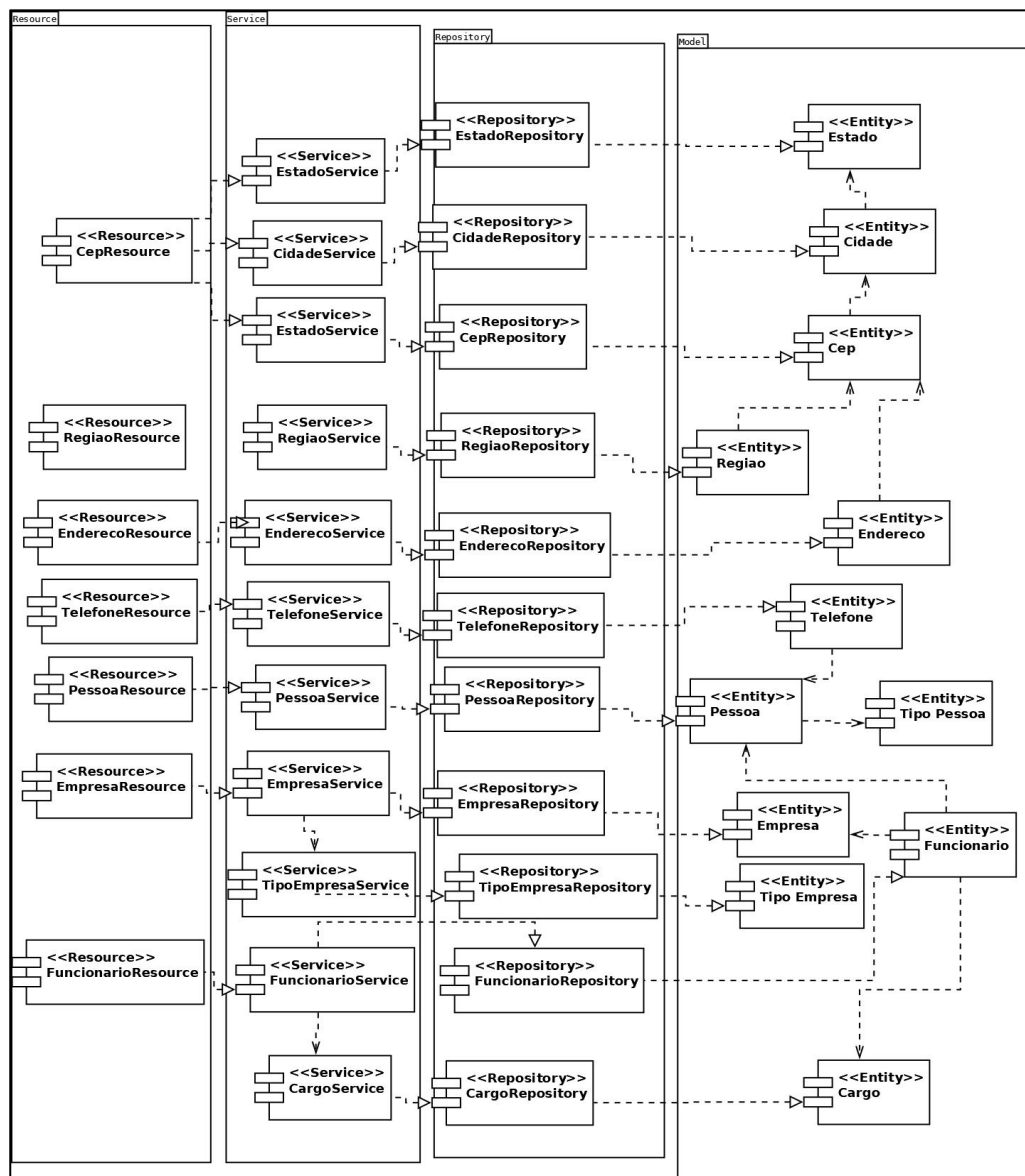 Resource
Service
Repository
Model
<<Resource>>
CepResource
<<Resource>>
RegiaoResource
<<Resource>>
EnderecoResource
<<Resource>>
TelefoneResource
<<Resource>>
PessoaResource
<<Resource>>
EmpresaResource
<<Resource>>
FuncionarioResource
<<Service>>
EstadoService
<<Service>>
CidadeService
<<Service>>
EstadoService
<<Service>>
RegiaoService
<<Service>>
EnderecoService
<<Service>>
TelefoneService
<<Service>>
PessoaService
<<Service>>
EmpresaService
<<Service>>
TipoEmpresaService
<<Service>>
FuncionarioService
<<Service>>
CargoService
<<Repository>>
EstadoRepository
<<Repository>>
CidadeRepository
<<Repository>>
CepRepository
<<Repository>>
RegiaoRepository
<<Repository>>
EnderecoRepository
<<Repository>>
TelefoneRepository
<<Repository>>
PessoaRepository
<<Repository>>
EmpresaRepository
<<Repository>>
TipoEmpresaRepository
<<Repository>>
FuncionarioRepository
<<Repository>>
CargoRepository
<<Entity>>
Estado
<<Entity>>
Cidade
<<Entity>>
Cep
<<Entity>>
Regiao
<<Entity>>
Endereco
<<Entity>>
Telefone
<<Entity>>
Pessoa
<<Entity>>
Tipo Pessoa
<<Entity>>
Empresa
<<Entity>>
Funcionario
<<Entity>>
Tipo Empresa
<<Entity>>
Cargo